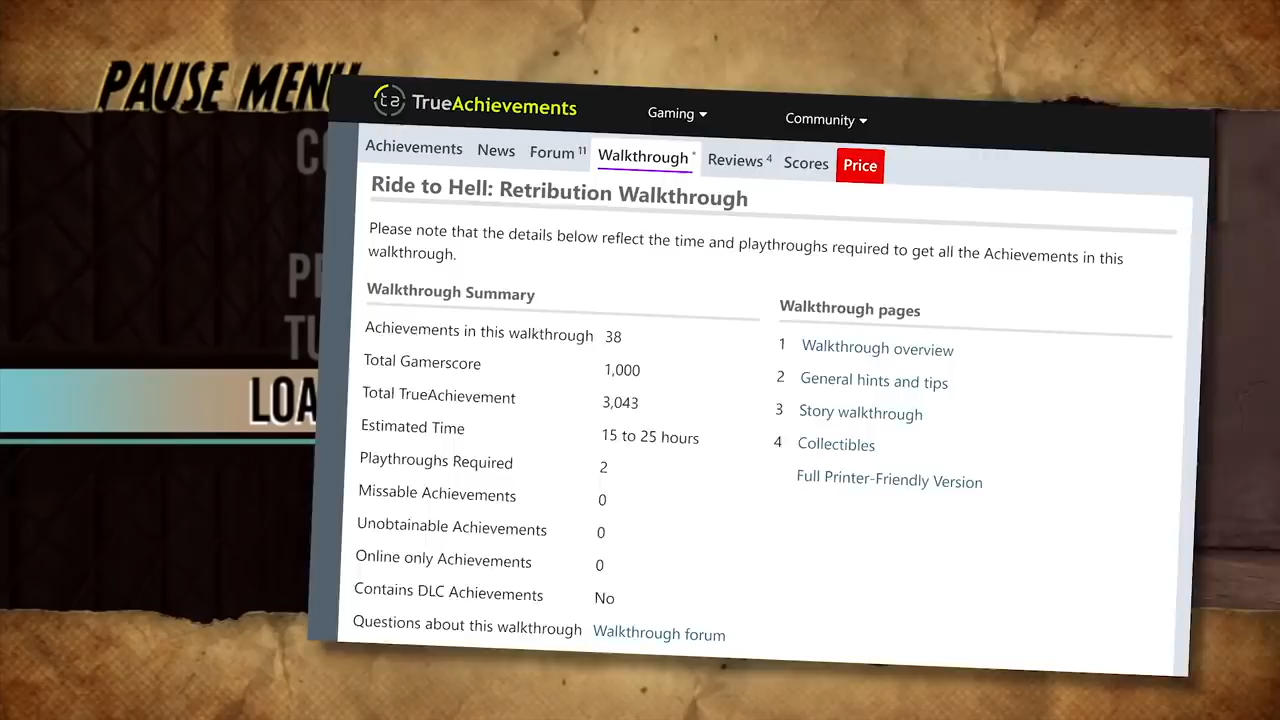 PAUSE MENU
LOA
TrueAchievements
Gaming
Community
Achievements News Forum 11 Walkthrough * Reviews 4 Scores Price
Ride to Hell: Retribution Walkthrough
Please note that the details below reflect the time and playthroughs required to get all the Achievements in this
walkthrough.
Walkthrough Summary
Achievements in this walkthrough 38
Total Gamerscore 1,000
Total TrueAchievement 3,043
Estimated Time 15 to 25 hours
Playthroughs Required 2
Missable Achievements 0
Unobtainable Achievements 0
Online only Achievements 0
Contains DLC Achievements No
Questions about this walkthrough Walkthrough forum
Walkthrough pages
1 Walkthrough overview
2 General hints and tips
3 Story walkthrough
4 Collectibles
Full Printer-Friendly Version